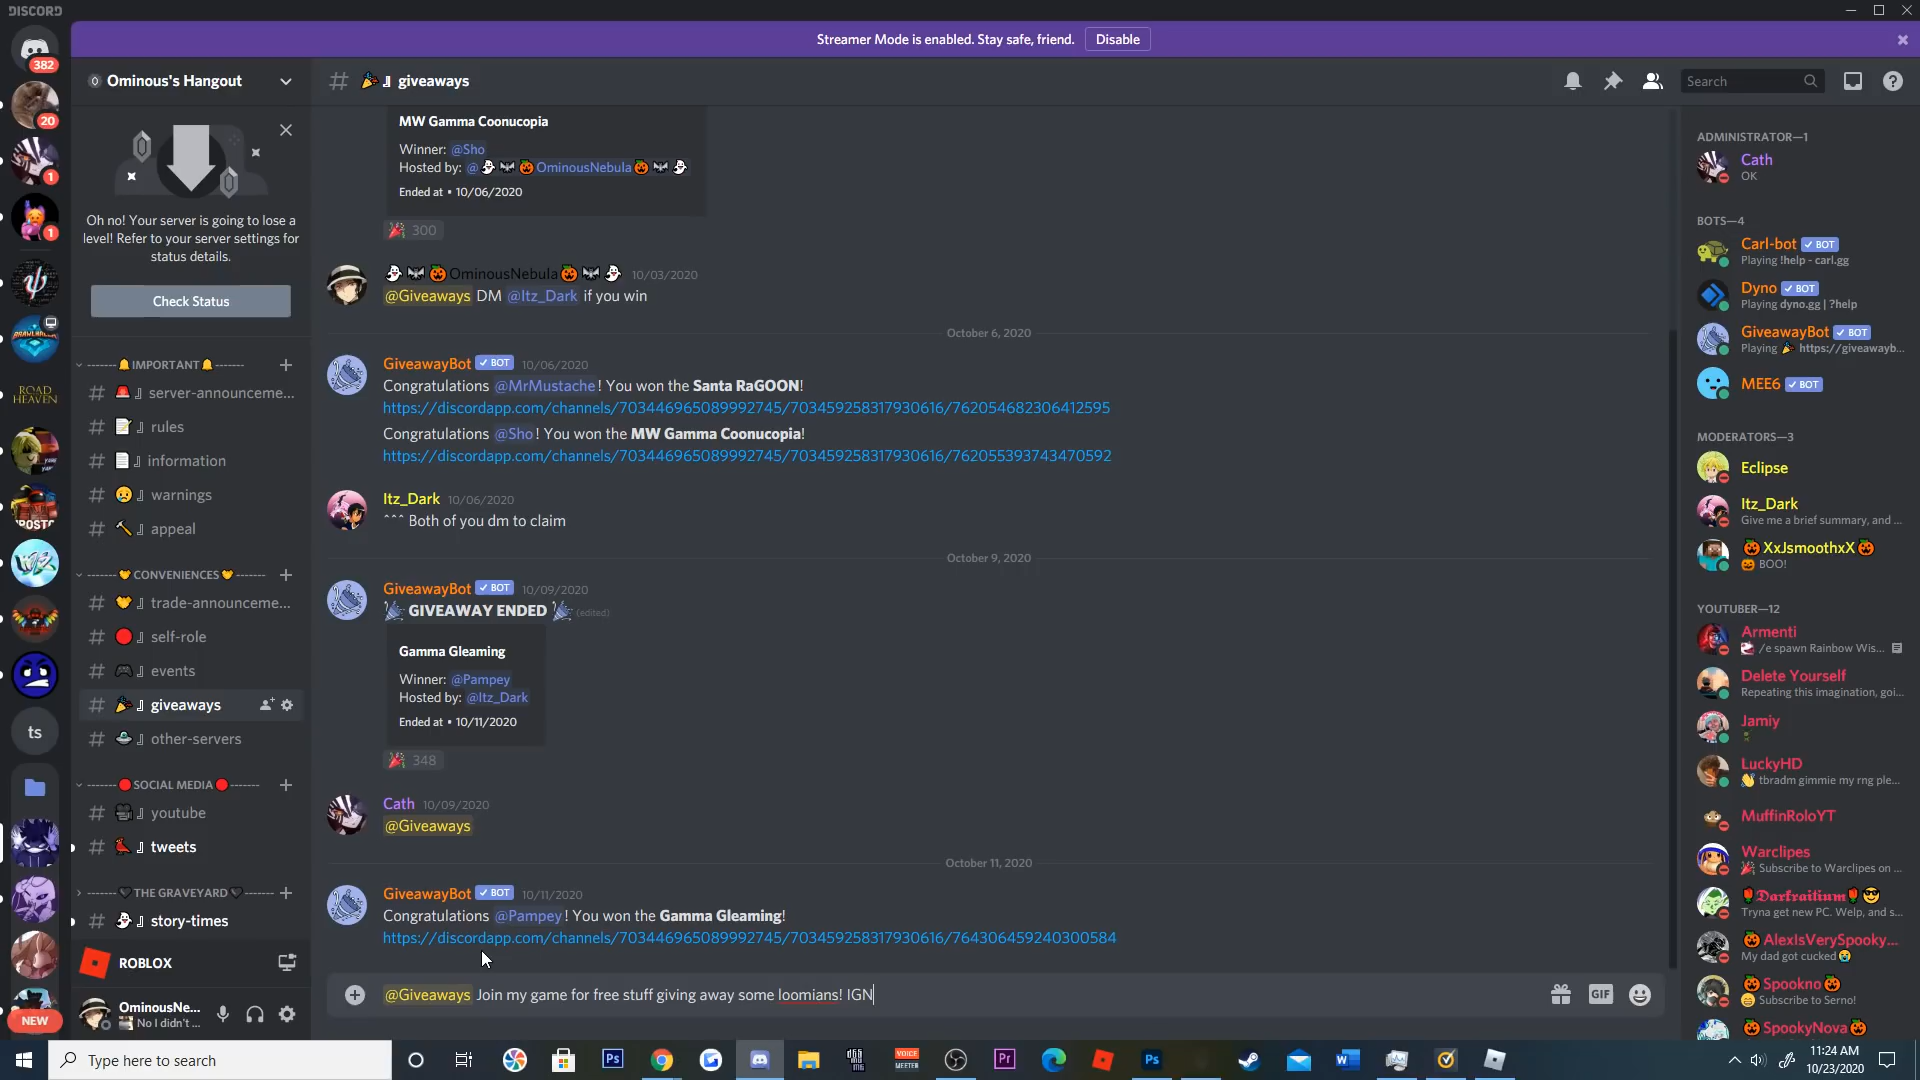 DISCORD
Streamer Mode is enabled. Stay safe, friend.
Disable
382
20
1
1
ROAD
HEAVEN
ts
NEW
Ominous's Hangout
Oh no! Your server is going to lose a
level! Refer to your server settings for
status details.
Check Status
------- IMPORTANT -------
server-announceme...
rules
information
warnings
appeal
------- CONVENIENCES -------
trade-announceme...
self-role
events
giveaways
other-servers
------- SOCIAL MEDIA -------
youtube
tweets
------- THE GRAVEYARD -------
story-times
ROBLOX
OminousNe...
No I didn't ...
giveaways
Search
MW Gamma Coonucopia
Winner: @Sho
Hosted by: @ OminousNebula
Ended at • 10/06/2020
300
OminousNebula 10/03/2020
@Giveaways DM @Itz_Dark if you win
October 6, 2020
GiveawayBot BOT 10/06/2020
Congratulations @MrMustache! You won the Santa RaGOON!
https://discordapp.com/channels/703446965089992745/703459258317930616/762054682306412595
Congratulations @Sho! You won the MW Gamma Coonucopia!
https://discordapp.com/channels/703446965089992745/703459258317930616/762055393743470592
Itz_Dark 10/06/2020
^^^ Both of you dm to claim
October 9, 2020
GiveawayBot BOT 10/09/2020
GIVEAWAY ENDED (edited)
Gamma Gleaming
Winner: @Pampey
Hosted by: @Itz_Dark
Ended at • 10/11/2020
348
Cath 10/09/2020
@Giveaways
October 11, 2020
GiveawayBot BOT 10/11/2020
Congratulations @Pampey! You won the Gamma Gleaming!
https://discordapp.com/channels/703446965089992745/703459258317930616/764306459240300584
@Giveaways Join my game for free stuff giving away some loomians! IGN
GIF
ADMINISTRATOR—1
Cath
OK
BOTS—4
Carl-bot BOT
Playing !help - carl.gg
Dyno BOT
Playing dyno.gg | ?help
GiveawayBot BOT
Playing https://giveawayb...
MEE6 BOT
MODERATORS—3
Eclipse
Itz_Dark
Give me a brief summary, and ...
XxJsmoothxX
BOO!
YOUTUBER—12
Armenti
/e spawn Rainbow Wis...
Delete Yourself
Repeating this imagination, goi...
Jamiy
LuckyHD
tbradm gimmie my rng ple...
MuffinRoloYT
Warclipes
Subscribe to Warclipes on ...
Darkraitinum
Tryna get new PC. Welp, and s...
AlexIsVerySpooky...
My dad got cucked
Spookno
Subscribe to Serno!
SpookyNova
Type here to search
Ps
VOICE
MEETER
Pr
Ps
W
11:24 AM
10/23/2020